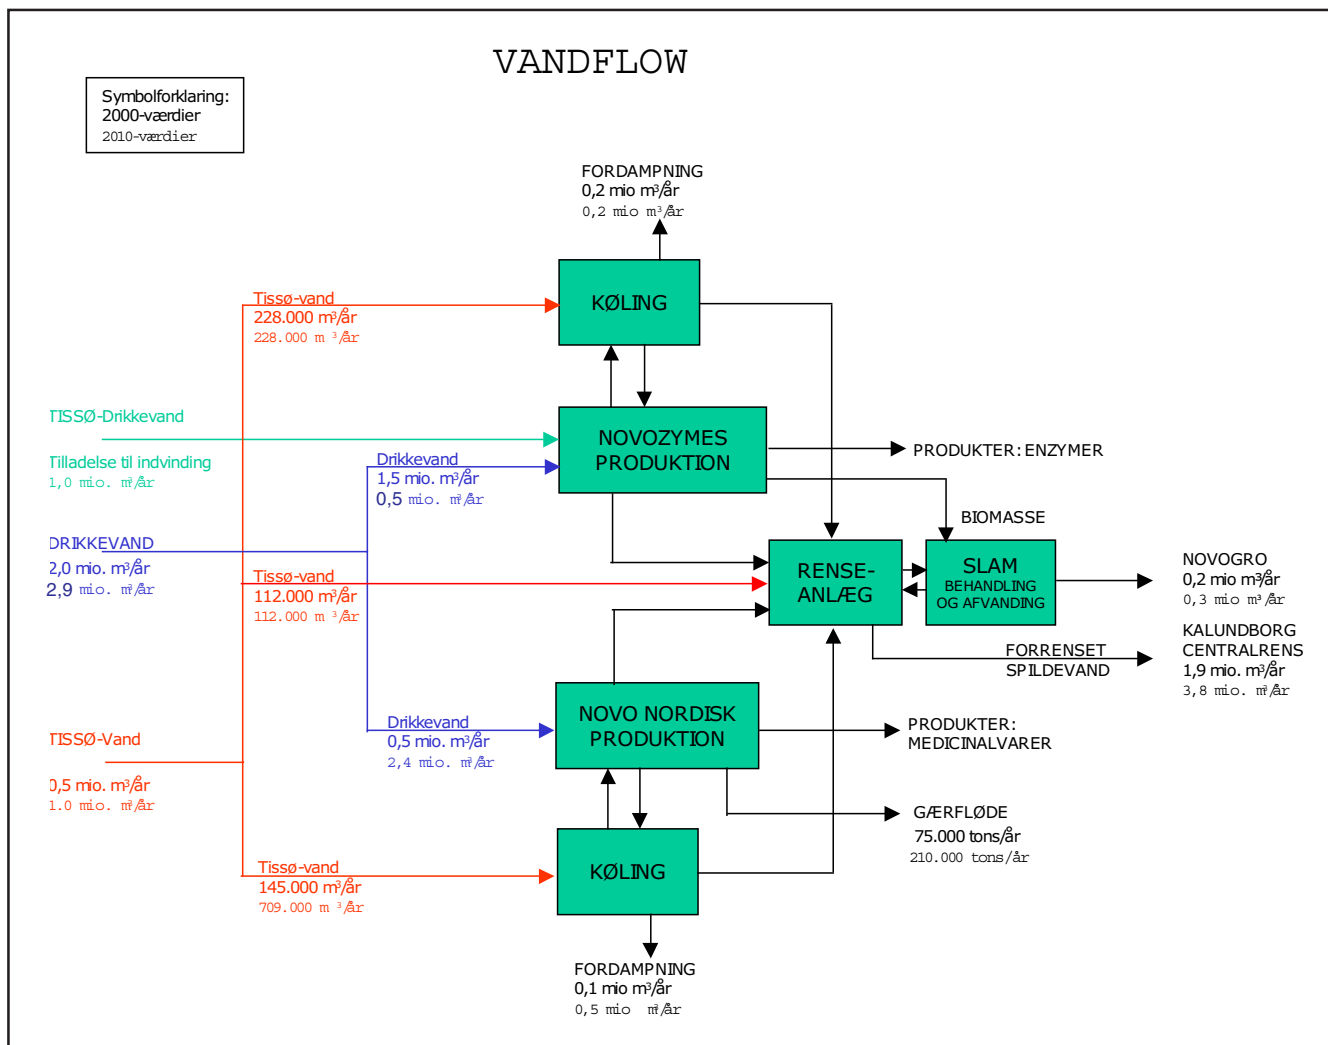 VANDFLOW
Symbolforklaring:
2000-værdier
2010-værdier
FORDAMPNING
0,2 mio m³/år
0,2 mio m³/år
KØLING
Tissø-vand
228.000 m³/år
228.000 m ³/år
TISSØ-Drikkevand
Tilladelse til indvinding
1,0 mio. m³/år
NOVOZYMES
PRODUKTION
Drikkevand
1,5 mio. m³/år
0,5 mio. m³/år
PRODUKTER: ENZYMER
BIOMASSE
DRIKKEVAND
2,0 mio. m³/år
2,9 mio. m³/år
Tissø-vand
112.000 m³/år
112.000 m ³/år
RENSE-
ANLÆG
SLAM
BEHANDLING
OG AFVANDING
NOVOGRO
0,2 mio m³/år
0,3 mio m³/år
FORRENSET
SPILDEVAND
KALUNDBORG
CENTRALRENS
1,9 mio. m³/år
3,8 mio. m³/år
TISSØ-Vand
0,5 mio. m³/år
1.0 mio. m³/år
Drikkevand
0,5 mio. m³/år
2,4 mio. m³/år
NOVO NORDISK
PRODUKTION
PRODUKTER:
MEDICINALVARER
GÆRFLØDE
75.000 tons/år
210.000 tons/år
Tissø-vand
145.000 m³/år
709.000 m ³/år
KØLING
FORDAMPNING
0,1 mio m³/år
0,5 mio m³/år